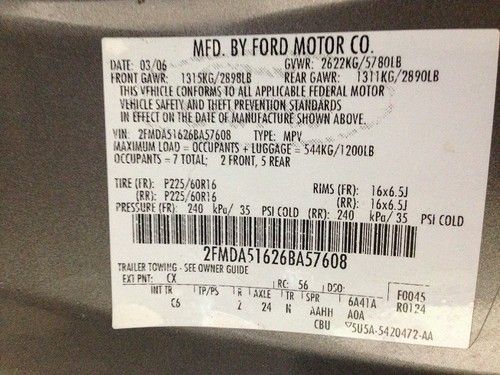 MFD. BY FORD MOTOR CO.
DATE: 03/06 GVWR: 2622KG/5780LB
FRONT GAWR: 1315KG/2898LB REAR GAWR: 1311KG/2890LB
THIS VEHICLE CONFORMS TO ALL APPLICABLE FEDERAL MOTOR
VEHICLE SAFETY AND THEFT PREVENTION STANDARDS
IN EFFECT ON THE DATE OF MANUFACTURE SHOWN ABOVE.
VIN: 2FMDA51626BA57608 TYPE: MPV
MAXIMUM LOAD = OCCUPANTS + LUGGAGE = 544KG/1200LB
OCCUPANTS = 7 TOTAL; 2 FRONT, 5 REAR
TIRE (FR): P225/60R16 RIMS (FR): 16x6.5J
(RR): P225/60R16 (RR): 16x6.5J
PRESSURE (FR): 240 kPa/ 35 PSI COLD (RR): 240 kPa/ 35 PSI COLD
2FMDA51626BA57608
TRAILER TOWING - SEE OWNER GUIDE
EXT PNT: CX RC: 56 DSO:
INT TR TP/PS R AXLE TR SPR 6A41A F0045
C6 2 24 N AAHH AOA R0124
CBU ▽5U5A-5420472-AA